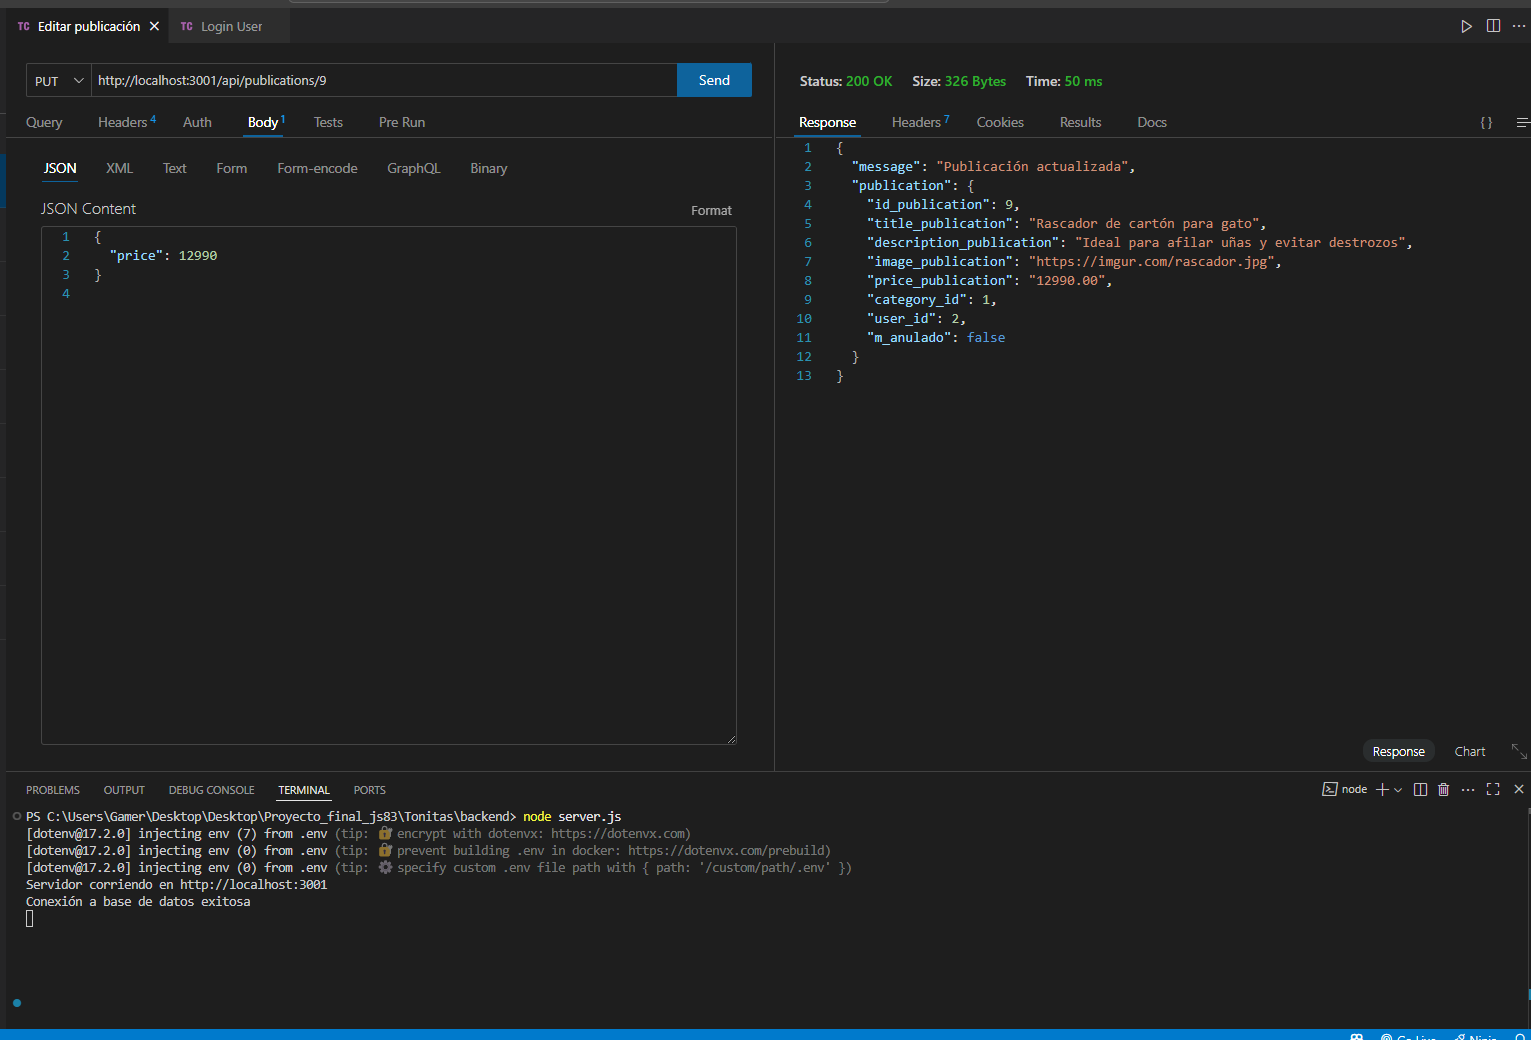 TC Editar publicación
TC Login User
PUT http://localhost:3001/api/publications/9 Send
Query Headers 4 Auth Body 1 Tests Pre Run
JSON XML Text Form Form-encode GraphQL Binary
JSON Content Format
1 {
2 "price": 12990
3 }
4
Status: 200 OK Size: 326 Bytes Time: 50 ms
Response Headers 7 Cookies Results Docs { }
1 {
2 "message": "Publicación actualizada",
3 "publication": {
4 "id_publication": 9,
5 "title_publication": "Rascador de cartón para gato",
6 "description_publication": "Ideal para afilar uñas y evitar destrozos",
7 "image_publication": "https://imgur.com/rascador.jpg",
8 "price_publication": "12990.00",
9 "category_id": 1,
10 "user_id": 2,
11 "m_anulado": false
12 }
13 }
Response Chart
PROBLEMS OUTPUT DEBUG CONSOLE TERMINAL PORTS node
PS C:\Users\Gamer\Desktop\Desktop\Proyecto_final_js83\Tonitas\backend> node server.js
[dotenv@17.2.0] injecting env (7) from .env (tip: 🔐 encrypt with dotenvx: https://dotenvx.com)
[dotenv@17.2.0] injecting env (0) from .env (tip: 🔐 prevent building .env in docker: https://dotenvx.com/prebuild)
[dotenv@17.2.0] injecting env (0) from .env (tip: ⚙️ specify custom .env file path with { path: '/custom/path/.env' })
Servidor corriendo en http://localhost:3001
Conexión a base de datos exitosa
Go Live Ninja